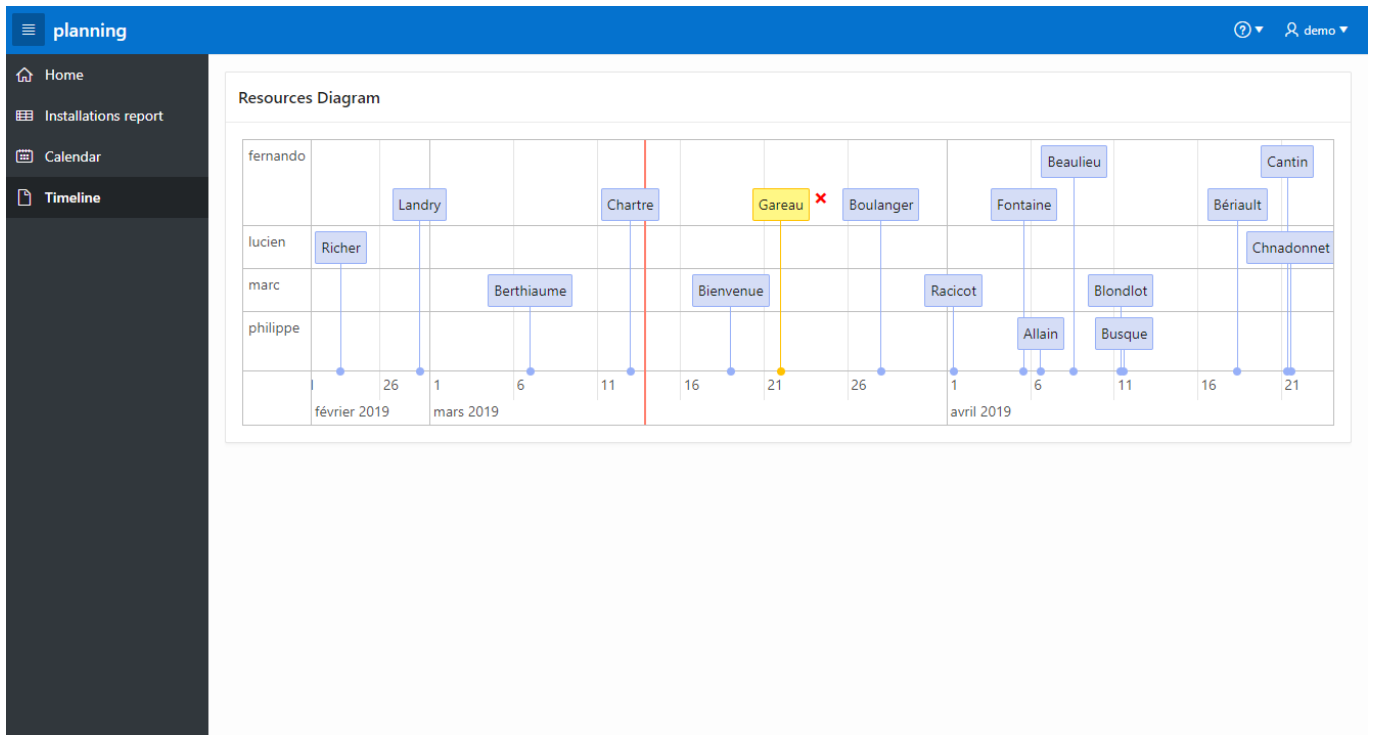 planning
demo
Home
Installations report
Calendar
Timeline
Resources Diagram
fernando
Beaulieu
Cantin
Landry
Chartre
Gareau
Boulanger
Fontaine
Bériault
lucien
Richer
Chnadonnet
marc
Berthiaume
Bienvenue
Racicot
Blondlot
philippe
Allain
Busque
26 1 6 11 16 21 26 1 6 11 16 21
février 2019 mars 2019 avril 2019